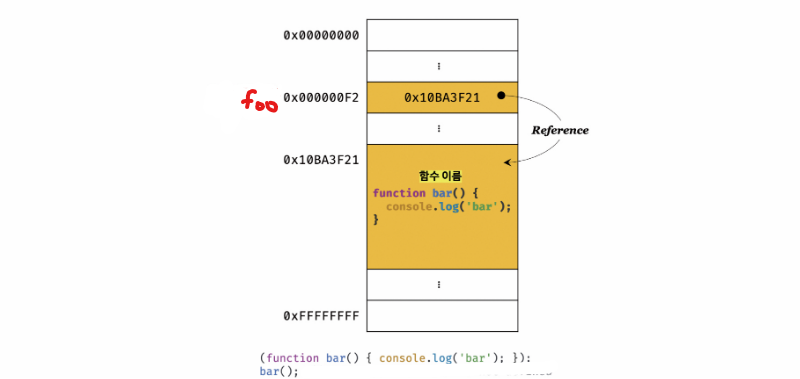 0x00000000
⋮
foo 0x000000F2 0x10BA3F21
⋮
Reference
0x10BA3F21
함수 이름
function bar() {
console.log('bar');
}
⋮
0xFFFFFFFF
(function bar() { console.log('bar'); }):
bar();